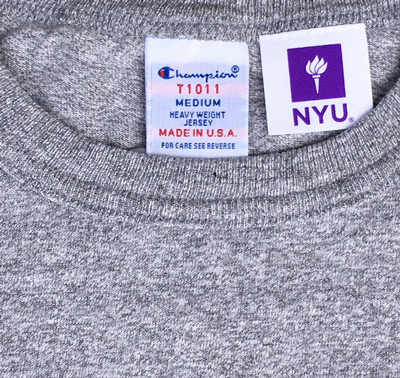 Champion®
T1011
MEDIUM
HEAVY WEIGHT
JERSEY
MADE IN U.S.A.
FOR CARE SEE REVERSE
NYU®